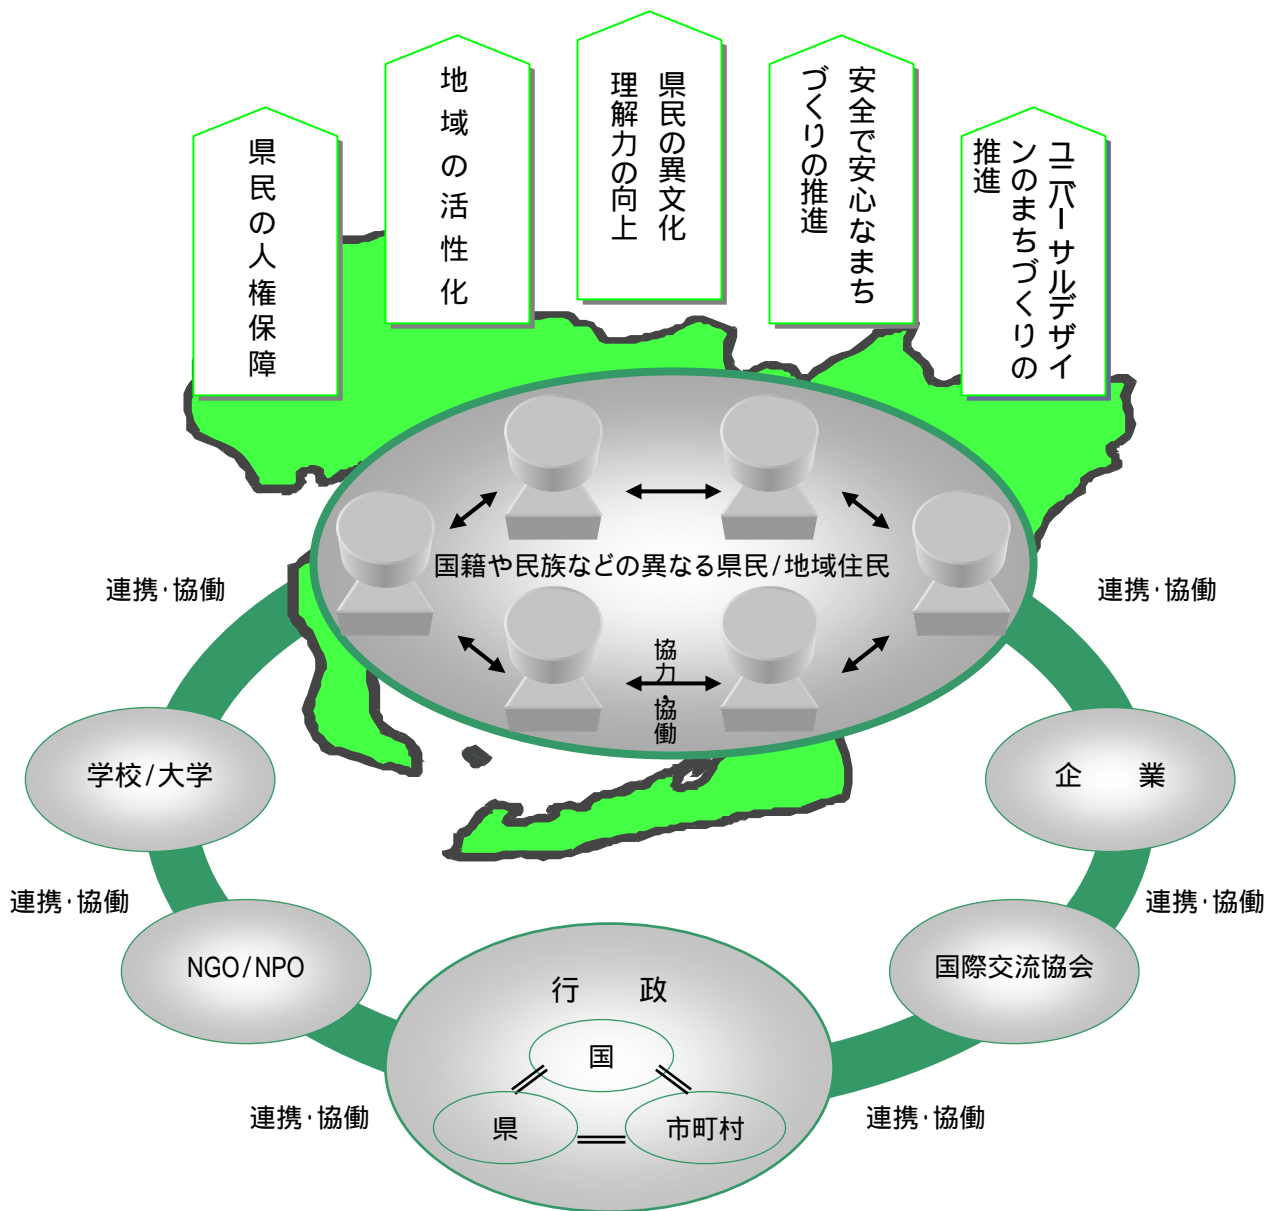 県民の人権保障
地域の活性化
県民の異文化
理解力の向上
安全で安心なまち
づくりの推進
ユニバーサルデザイ
ンのまちづくりの
推進
国籍や民族などの異なる県民/地域住民
協力・協働
連携・協働
連携・協働
学校/大学
企　業
連携・協働
連携・協働
NGO/NPO
国際交流協会
行　政
国
県
市町村
連携・協働
連携・協働